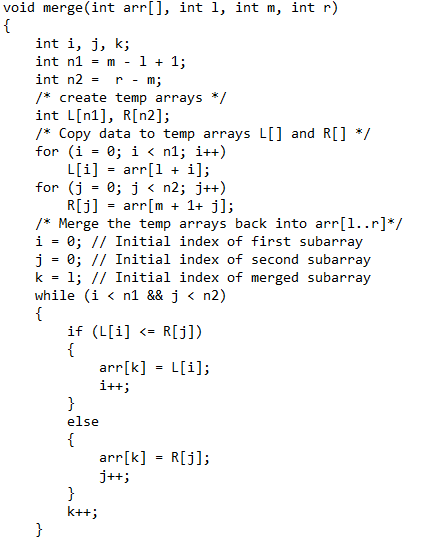 void merge(int arr[], int l, int m, int r)
{
    int i, j, k;
    int n1 = m - l + 1;
    int n2 =  r - m;
    /* create temp arrays */
    int L[n1], R[n2];
    /* Copy data to temp arrays L[] and R[] */
    for (i = 0; i < n1; i++)
        L[i] = arr[l + i];
    for (j = 0; j < n2; j++)
        R[j] = arr[m + 1+ j];
    /* Merge the temp arrays back into arr[l..r]*/
    i = 0; // Initial index of first subarray
    j = 0; // Initial index of second subarray
    k = l; // Initial index of merged subarray
    while (i < n1 && j < n2)
    {
        if (L[i] <= R[j])
        {
            arr[k] = L[i];
            i++;
        }
        else
        {
            arr[k] = R[j];
            j++;
        }
        k++;
    }